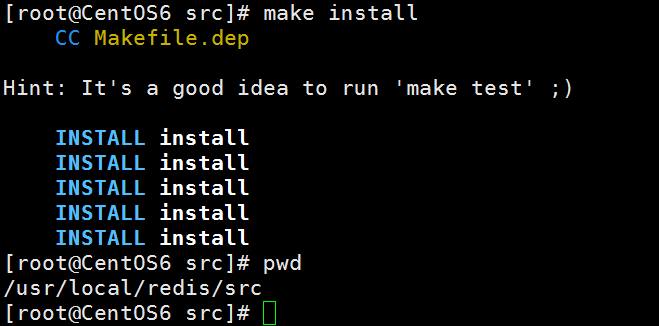 [root@CentOS6 src]# make install
CC Makefile.dep
Hint: It's a good idea to run 'make test' ;)
INSTALL install
INSTALL install
INSTALL install
INSTALL install
INSTALL install
[root@CentOS6 src]# pwd
/usr/local/redis/src
[root@CentOS6 src]#